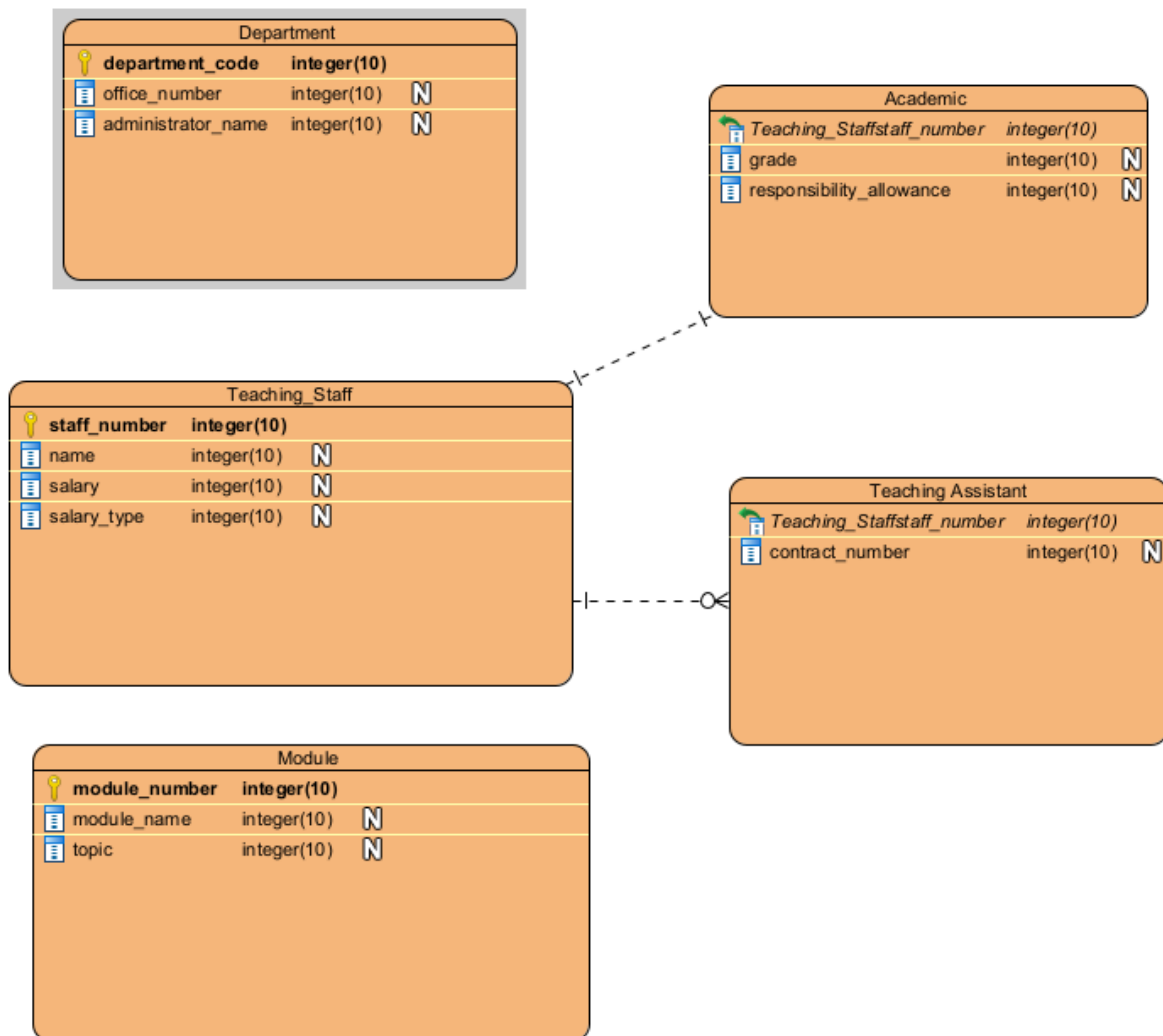 Department
department_code integer(10)
office_number integer(10) N
administrator_name integer(10) N
Academic
Teaching_Staffstaff_number integer(10)
grade integer(10) N
responsibility_allowance integer(10) N
Teaching_Staff
staff_number integer(10)
name integer(10) N
salary integer(10) N
salary_type integer(10) N
Teaching Assistant
Teaching_Staffstaff_number integer(10)
contract_number integer(10) N
Module
module_number integer(10)
module_name integer(10) N
topic integer(10) N